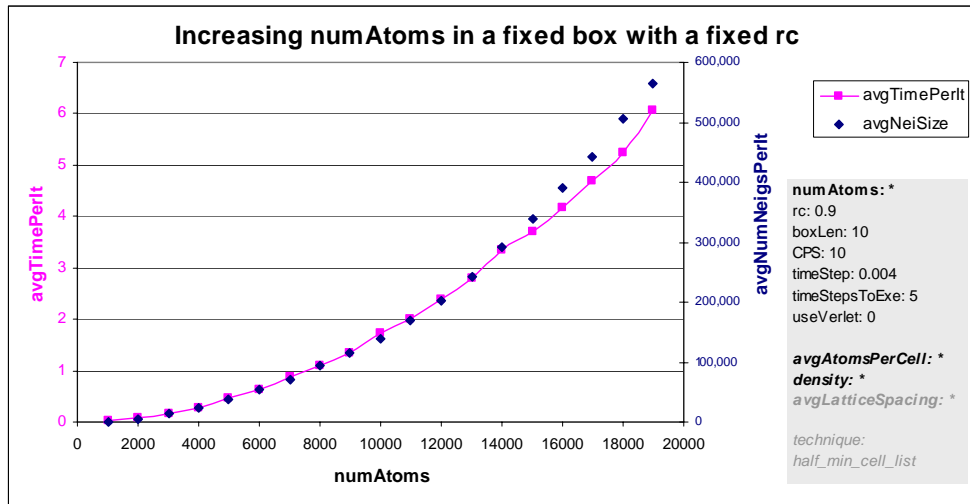 Increasing numAtoms in a fixed box with a fixed rc
7
6
5
4
3
2
1
0
avgTimePerIt
600,000
500,000
400,000
300,000
200,000
100,000
0
avgNumNeigsPerIt
0 2000 4000 6000 8000 10000 12000 14000 16000 18000 20000
numAtoms
avgTimePerIt
avgNeiSize
numAtoms: *
rc: 0.9
boxLen: 10
CPS: 10
timeStep: 0.004
timeStepsToExe: 5
useVerlet: 0
avgAtomsPerCell: *
density: *
avgLatticeSpacing: *
technique:
half_min_cell_list